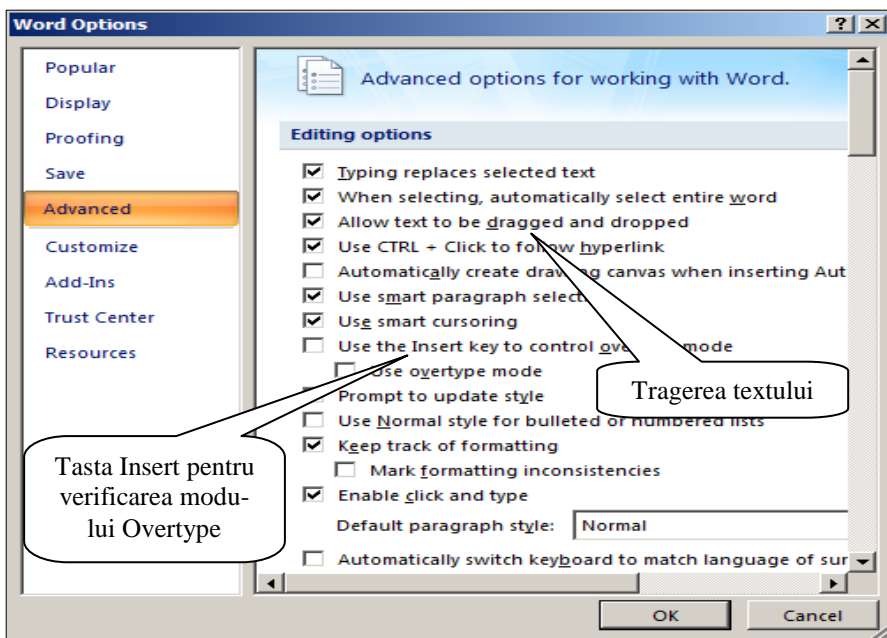 Word Options
Popular
Display
Proofing
Save
Advanced
Customize
Add-Ins
Trust Center
Resources
Advanced options for working with Word.
Editing options
Typing replaces selected text
When selecting, automatically select entire word
Allow text to be dragged and dropped
Use CTRL + Click to follow hyperlink
Automatically create drawing canvas when inserting Aut
Use smart paragraph select
Use smart cursoring
Use the Insert key to control mode
Use overtype mode
Prompt to update style
Use Normal style for bulleted or numbered lists
Keep track of formatting
Mark formatting inconsistencies
Enable click and type
Default paragraph style: Normal
Automatically switch keyboard to match language of sur
Tragerea textului
Tasta Insert pentru
verificarea modu-
lui Overtype
OK Cancel